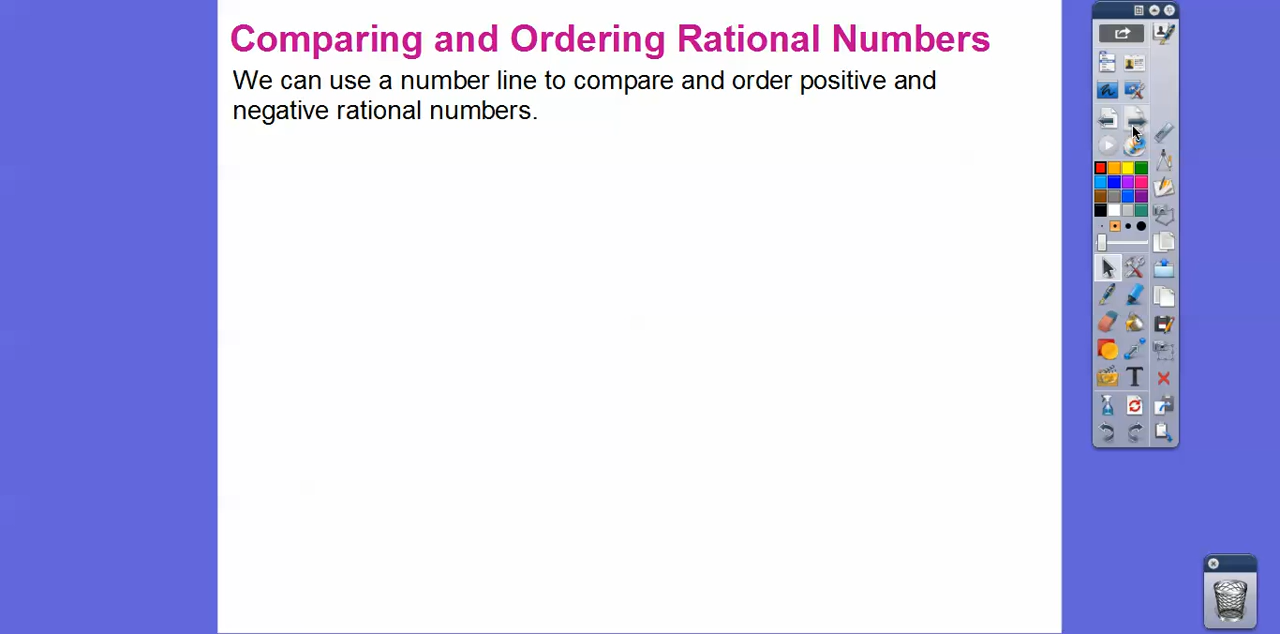 Comparing and Ordering Rational Numbers
We can use a number line to compare and order positive and
negative rational numbers.